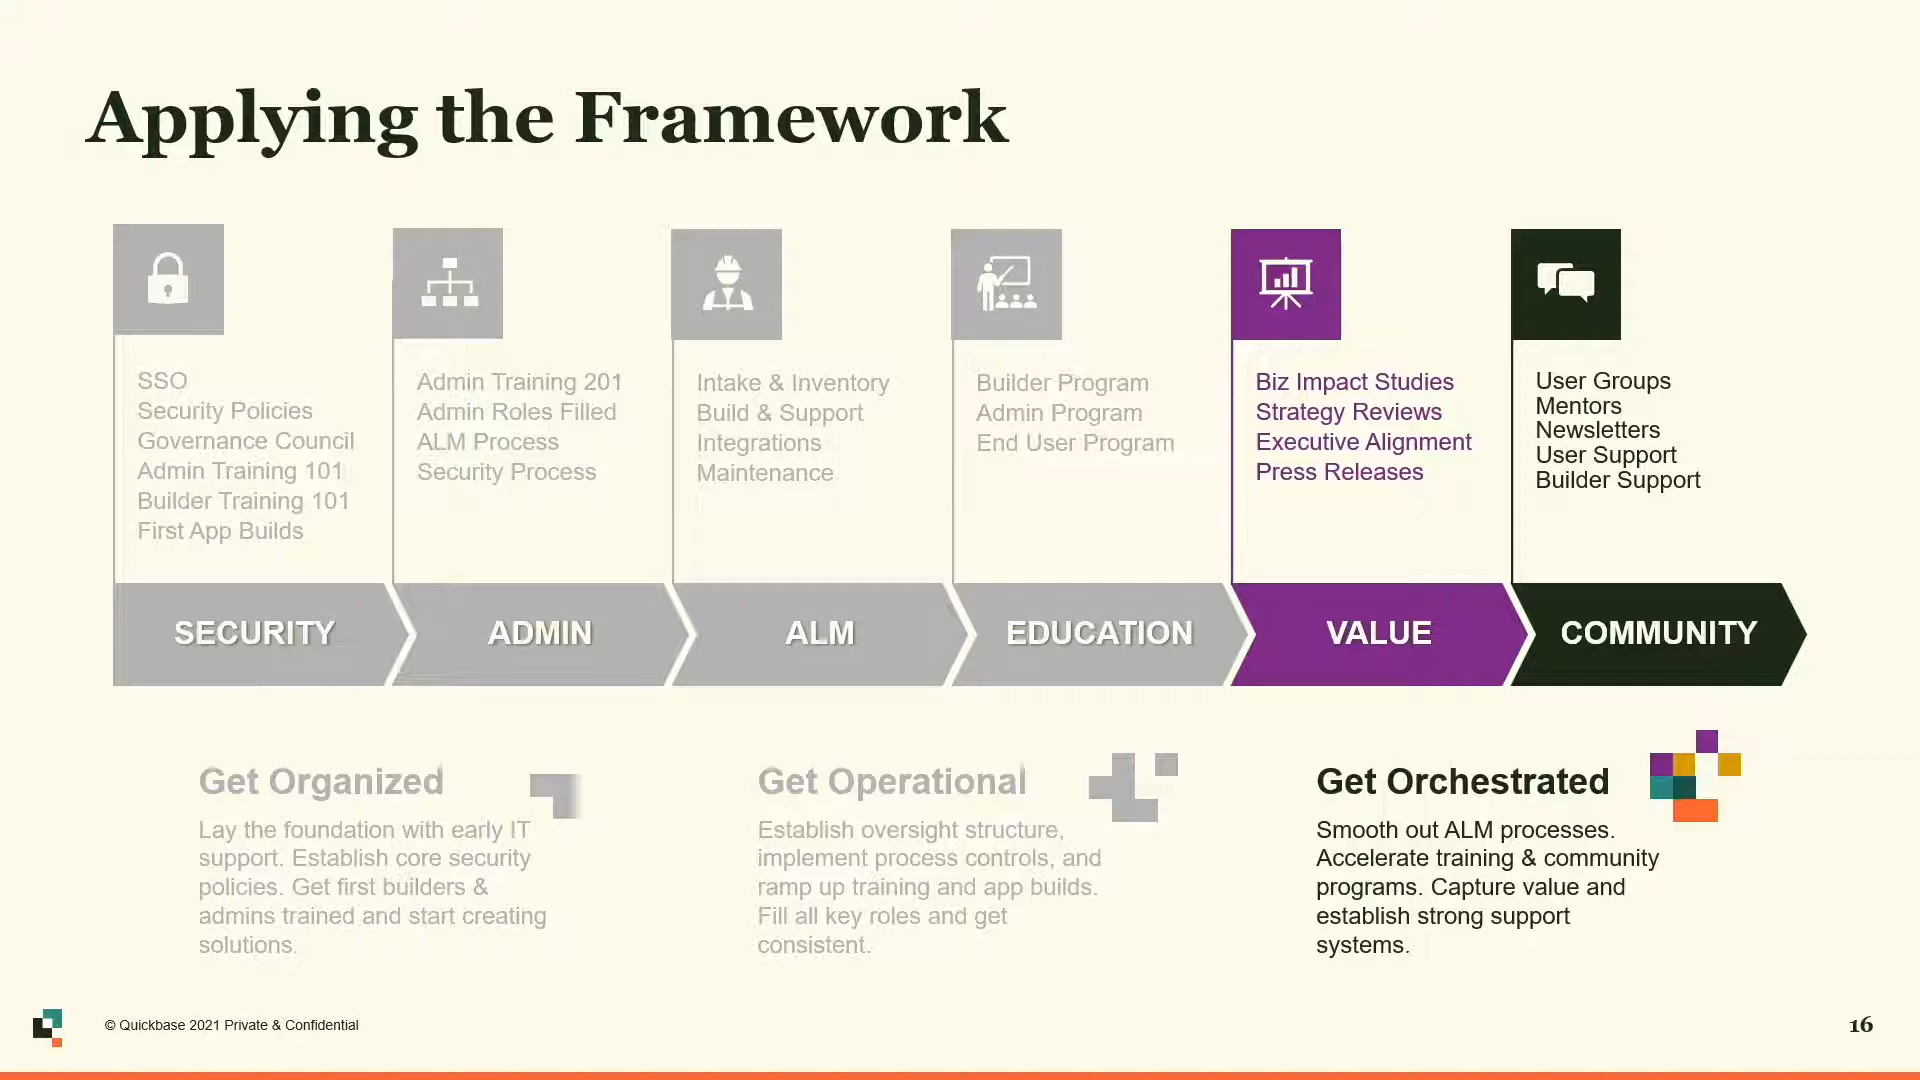 Applying the Framework
SSO
Security Policies
Governance Council
Admin Training 101
Builder Training 101
First App Builds
Admin Training 201
Admin Roles Filled
ALM Process
Security Process
Intake & Inventory
Build & Support
Integrations
Maintenance
Builder Program
Admin Program
End User Program
Biz Impact Studies
Strategy Reviews
Executive Alignment
Press Releases
User Groups
Mentors
Newsletters
User Support
Builder Support
SECURITY
ADMIN
ALM
EDUCATION
VALUE
COMMUNITY
Get Organized
Lay the foundation with early IT
support. Establish core security
policies. Get first builders &
admins trained and start creating
solutions.
Get Operational
Establish oversight structure,
implement process controls, and
ramp up training and app builds.
Fill all key roles and get
consistent.
Get Orchestrated
Smooth out ALM processes.
Accelerate training & community
programs. Capture value and
establish strong support
systems.
© Quickbase 2021 Private & Confidential
16